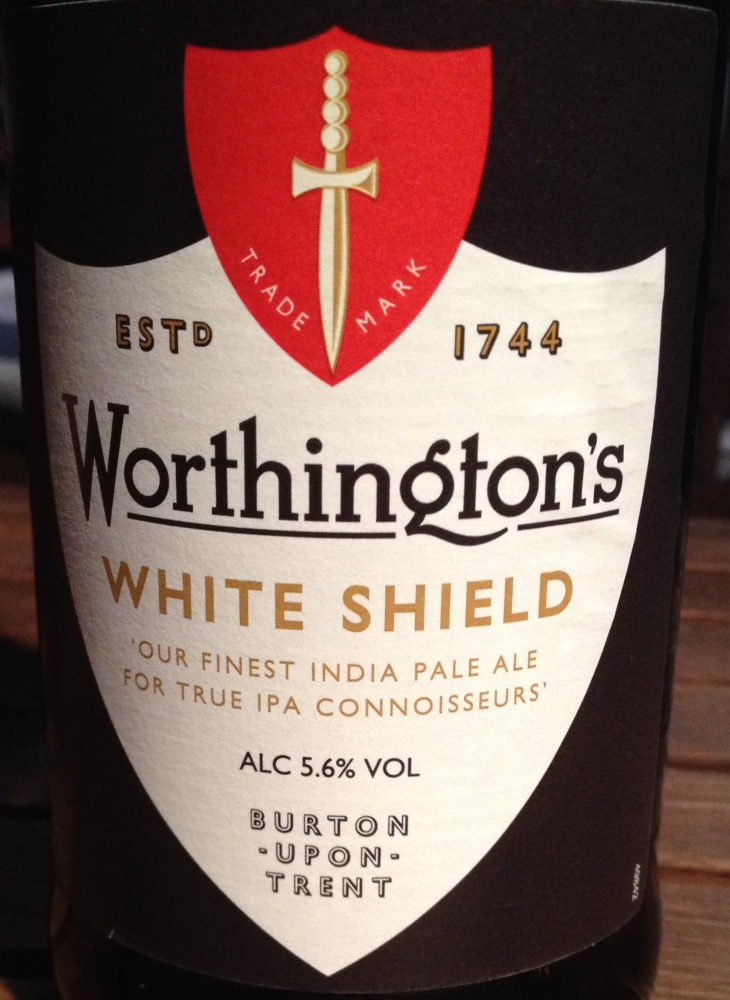 TRADE MARK
ESTD 1744
Worthington's
WHITE SHIELD
'OUR FINEST INDIA PALE ALE
FOR TRUE IPA CONNOISSEURS'
ALC 5.6% VOL
BURTON
-UPON-
TRENT